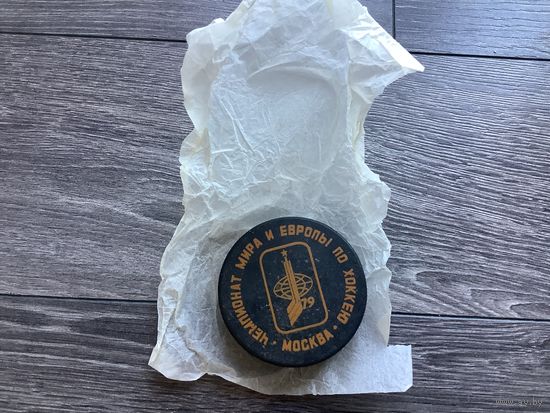 ЧЕМПИОНАТ МИРА И ЕВРОПЫ ПО ХОККЕЮ
79
• МОСКВА •